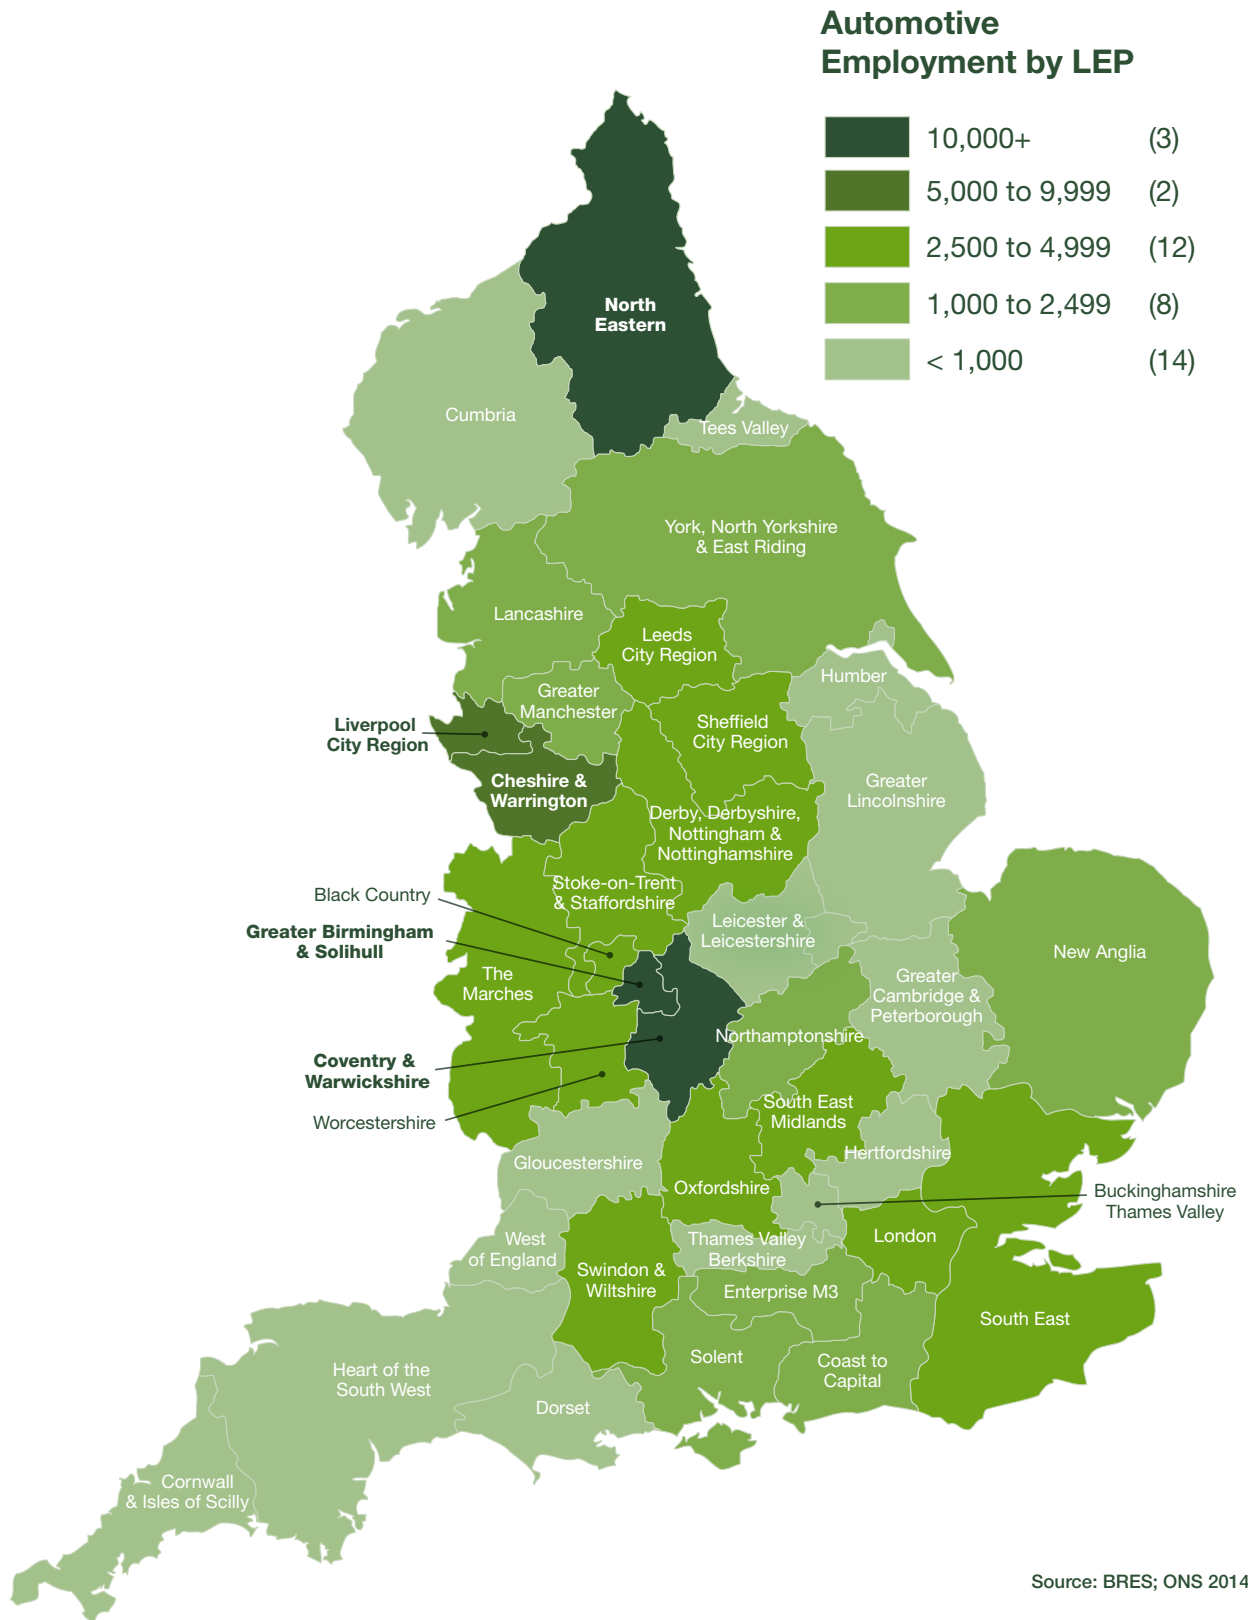 Automotive
Employment by LEP
10,000+ (3)
5,000 to 9,999 (2)
2,500 to 4,999 (12)
1,000 to 2,499 (8)
< 1,000 (14)
North
Eastern
Cumbria
Tees Valley
York, North Yorkshire
& East Riding
Lancashire
Leeds
City Region
Humber
Greater
Manchester
Liverpool
City Region
Sheffield
City Region
Cheshire &
Warrington
Greater
Lincolnshire
Derby, Derbyshire,
Nottingham &
Nottinghamshire
Black Country
Stoke-on-Trent
& Staffordshire
Greater Birmingham
& Solihull
Leicester &
Leicestershire
New Anglia
The
Marches
Greater
Cambridge &
Peterborough
Northamptonshire
Coventry &
Warwickshire
Worcestershire
South East
Midlands
Gloucestershire
Hertfordshire
Oxfordshire
Buckinghamshire
Thames Valley
West
of England
Thames Valley
Berkshire
London
Swindon &
Wiltshire
Enterprise M3
South East
Solent
Coast to
Capital
Heart of the
South West
Dorset
Cornwall
& Isles of Scilly
Source: BRES; ONS 2014